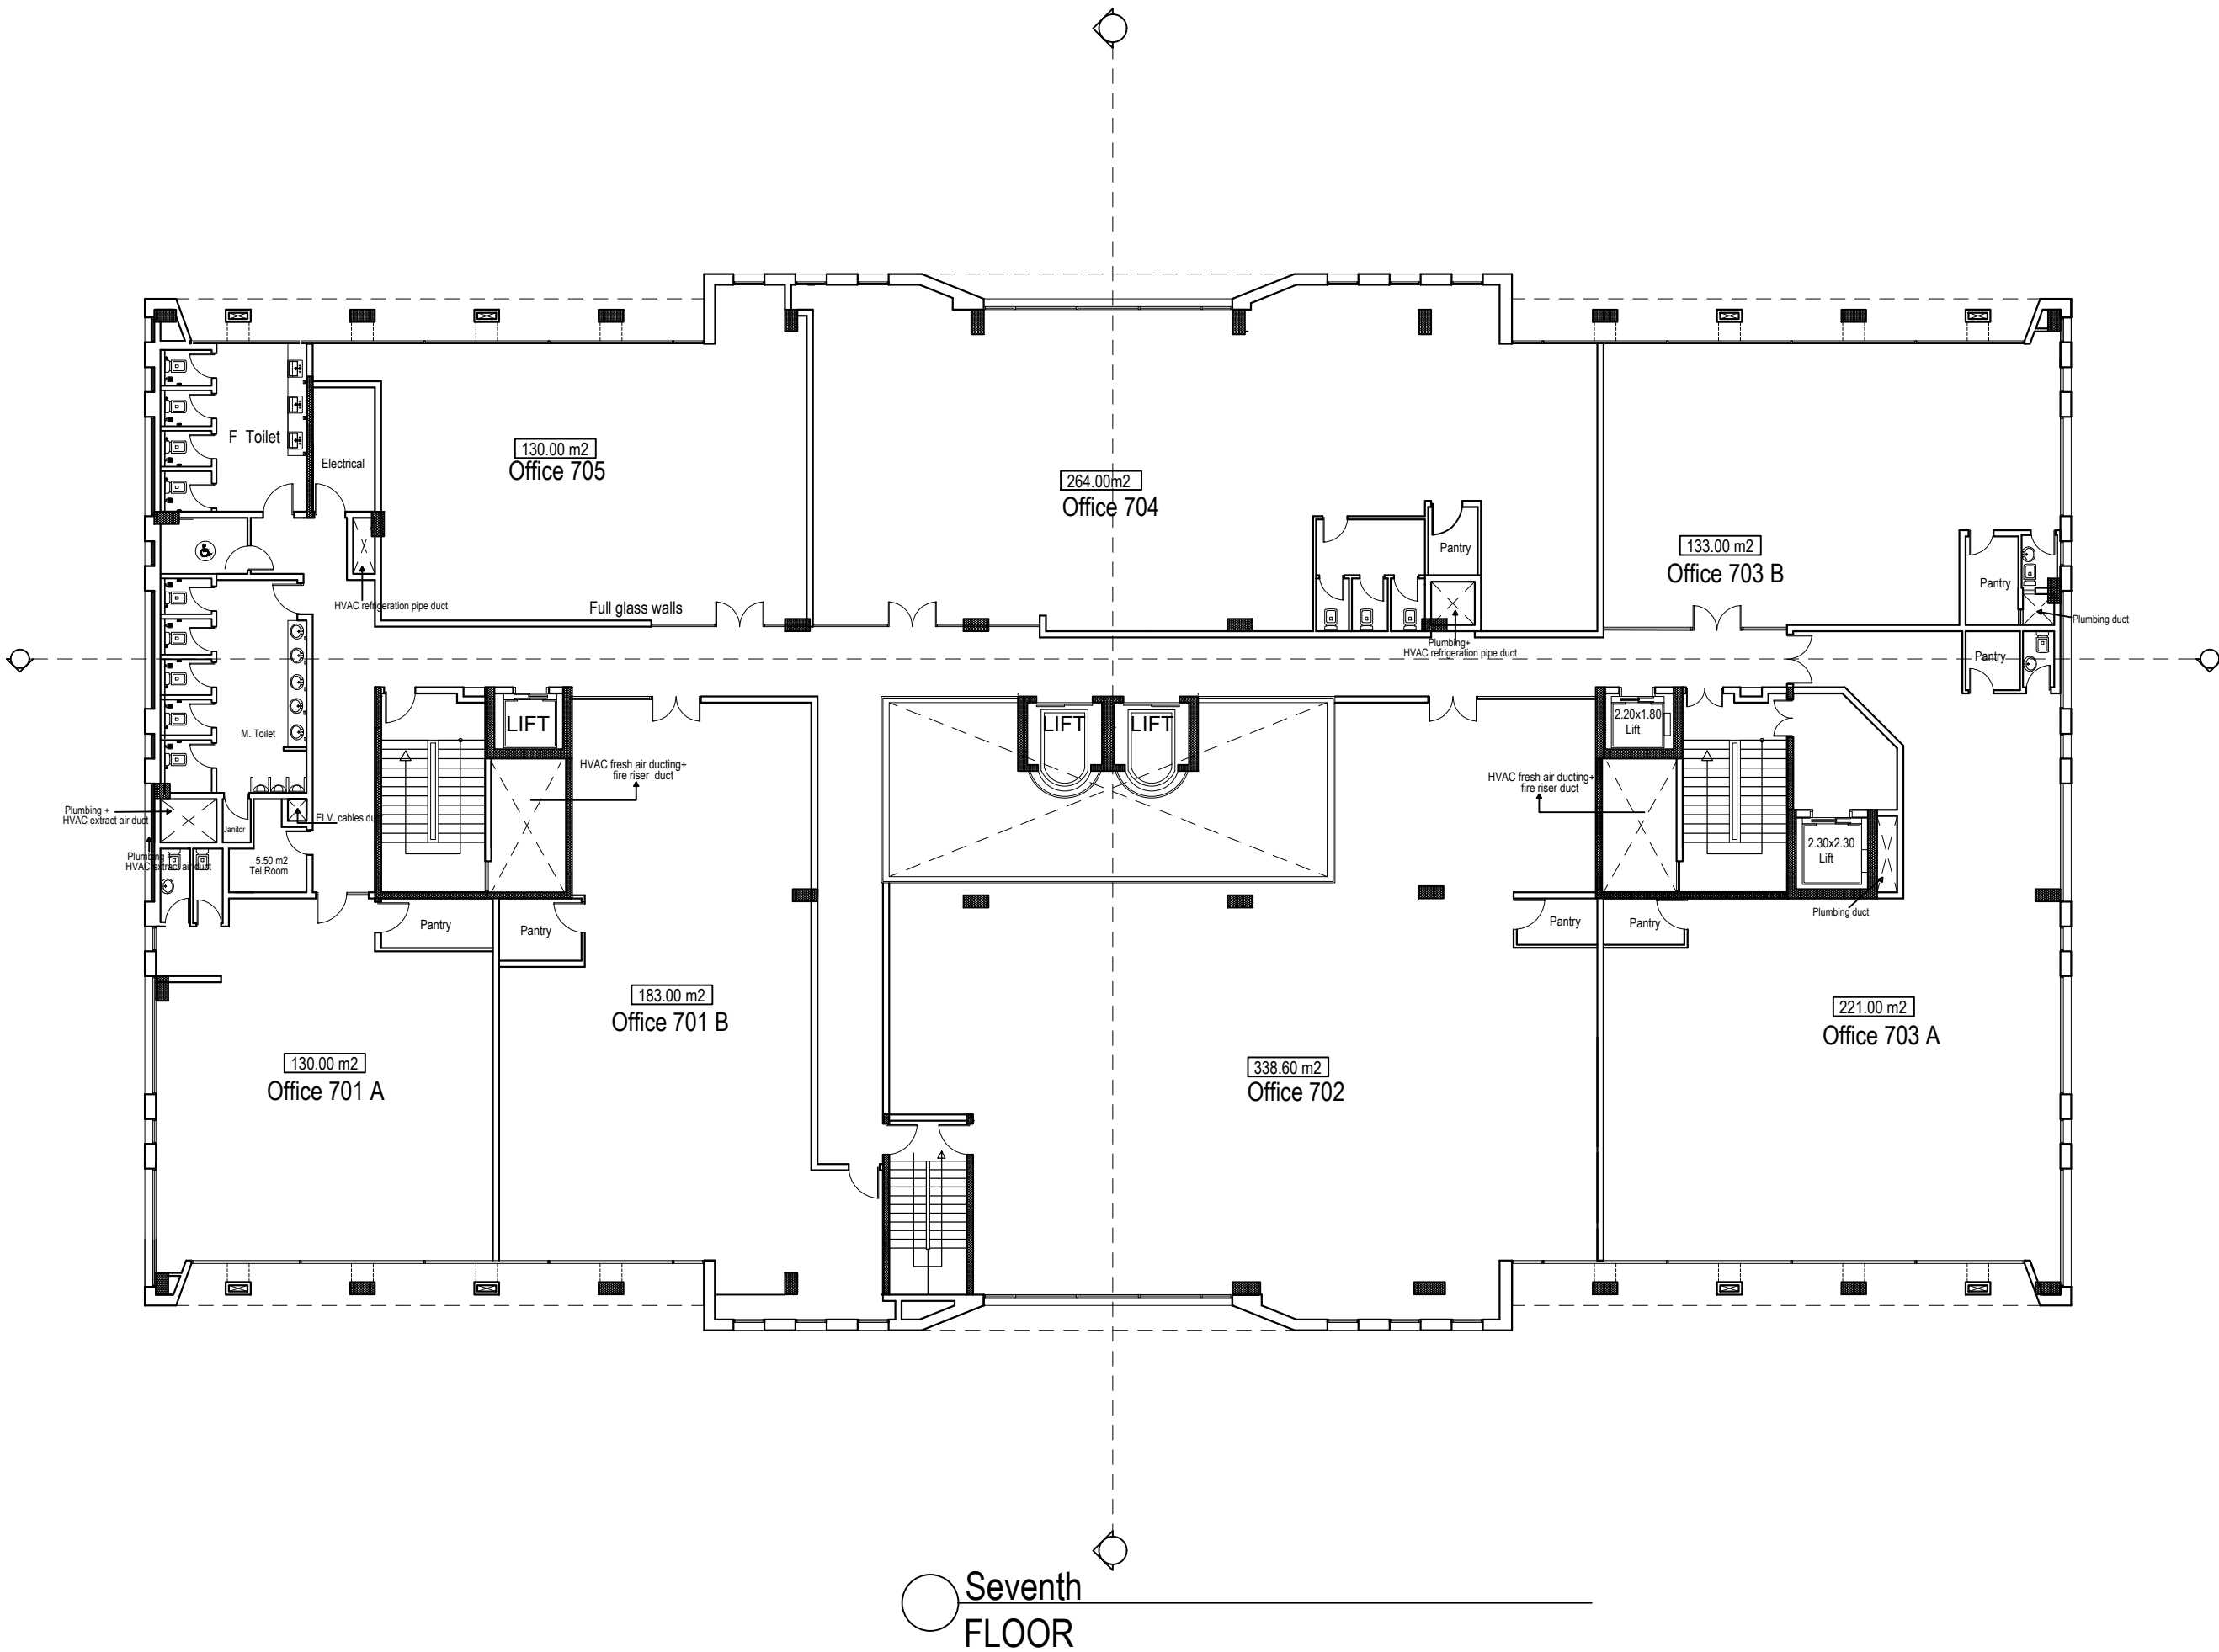 130.00 m2
Office 705
264.00m2
Office 704
F  Toilet
Electrical
133.00 m2
Office 703 B
Pantry
Pantry
HVAC refrigeration pipe duct
Full glass walls
Plumbing duct
Plumbing+
HVAC refrigeration pipe duct
Pantry
M. Toilet
LIFT
LIFT
LIFT
2.20x1.80
Lift
HVAC fresh air ducting+
fire riser  duct
HVAC fresh air ducting+
fire riser duct
Plumbing +
HVAC extract air duct
Janitor
ELV. cables du
Plumbing
HVAC extract air duct
5.50 m2
Tel Room
2.30x2.30
Lift
Plumbing duct
Pantry
Pantry
Pantry
Pantry
183.00 m2
Office 701 B
221.00 m2
Office 703 A
130.00 m2
Office 701 A
338.60 m2
Office 702
Seventh
FLOOR